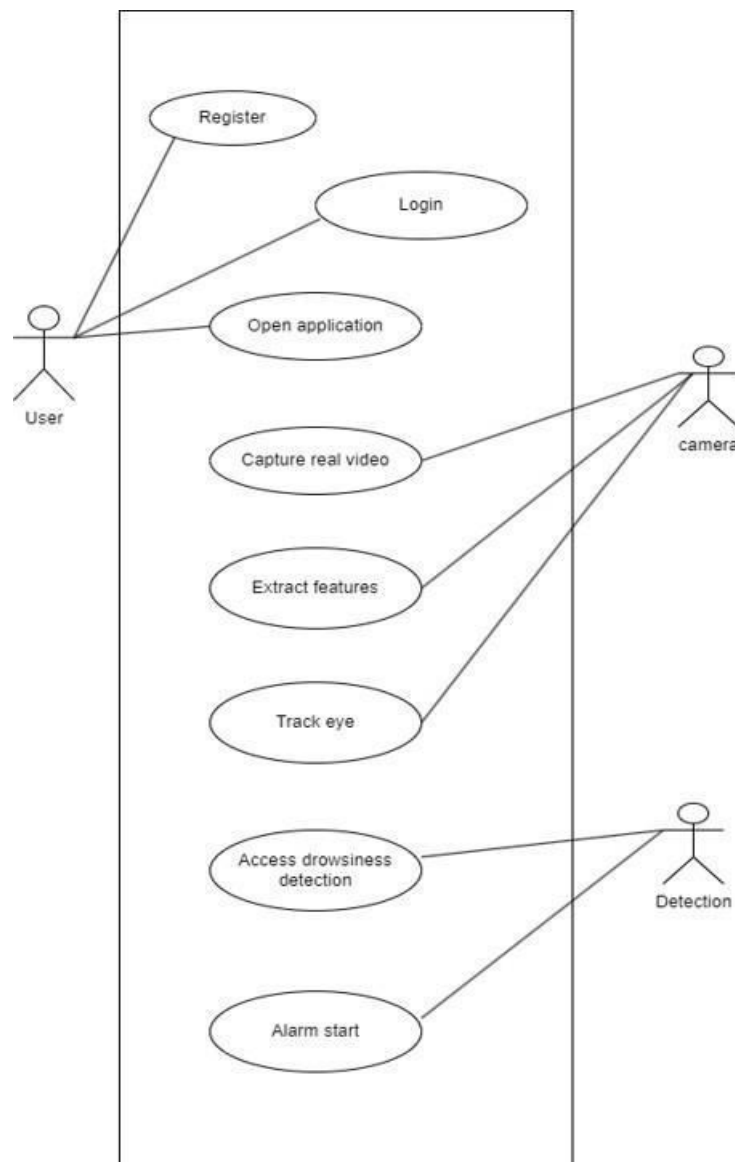 Register
Login
Open application
User
Capture real video
camera
Extract features
Track eye
Access drowsiness
detection
Detection
Alarm start